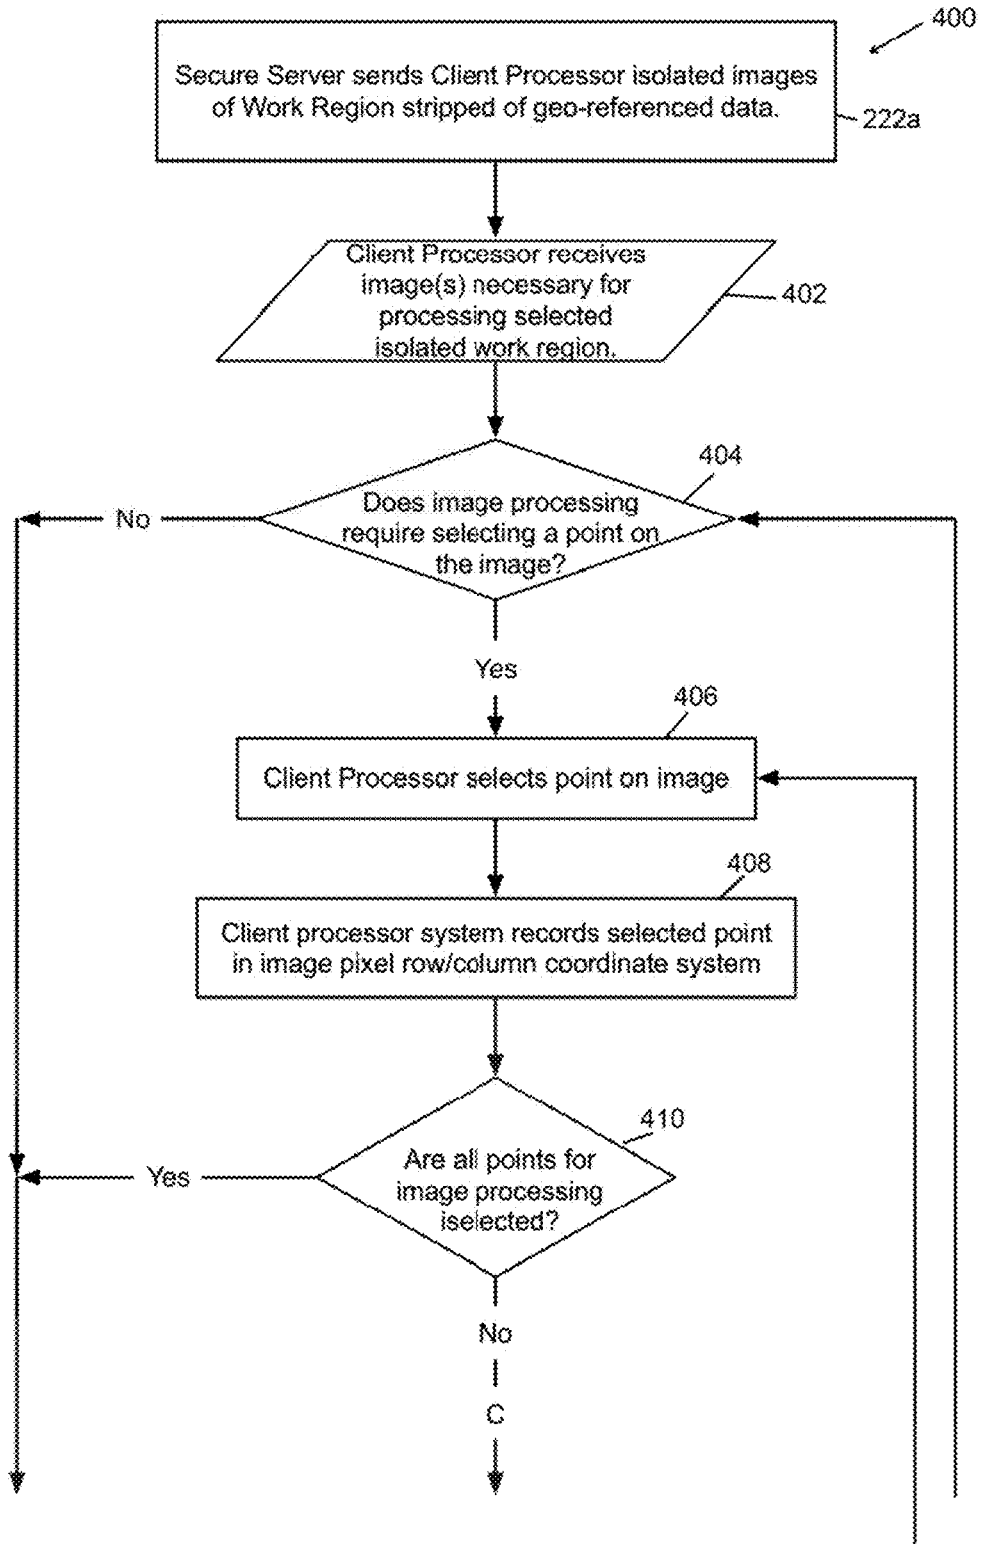 400
Secure Server sends Client Processor isolated images
of Work Region stripped of geo-referenced data.
222a
Client Processor receives
image(s) necessary for
processing selected
isolated work region.
402
404
Does image processing
require selecting a point on
the image?
No
Yes
406
Client Processor selects point on image
408
Client processor system records selected point
in image pixel row/column coordinate system
410
Are all points for
image processing
iselected?
Yes
No
C